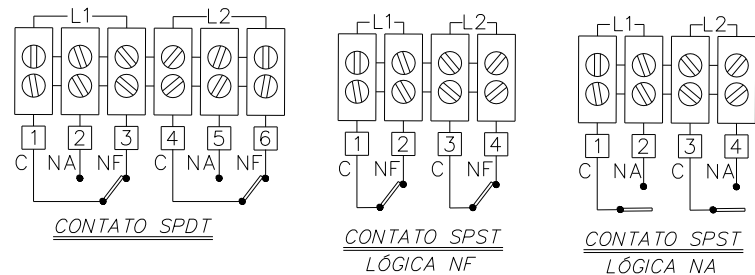 L1 L2
1 2 3 4 5 6
C NA NF C NA NF
CONTATO SPDT
L1 L2
1 2 3 4
C NF C NF
CONTATO SPST
LÓGICA NF
L1 L2
1 2 3 4
C NA C NA
CONTATO SPST
LÓGICA NA